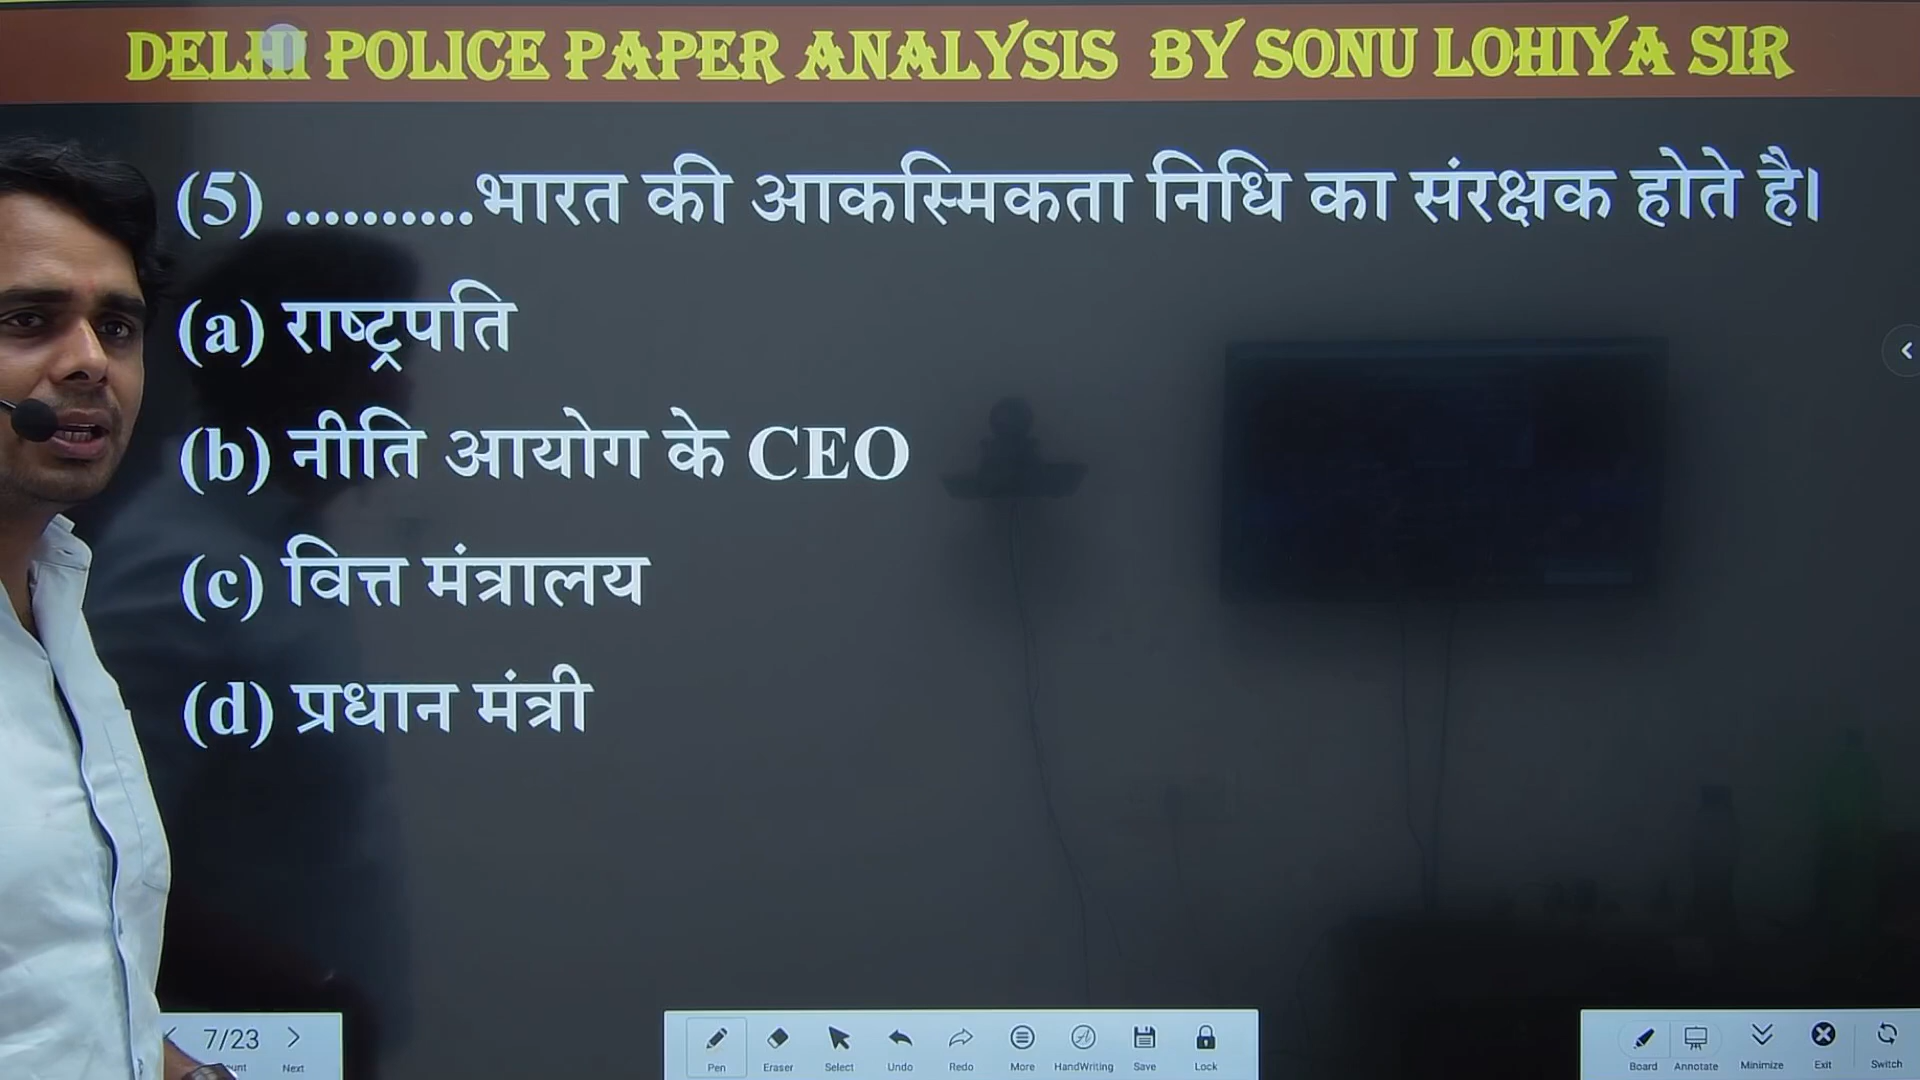 DELHI POLICE PAPER ANALYSIS BY SONU LOHIYA SIR
(5) ..........भारत की आकस्मिकता निधि का संरक्षक होते है।
(a) राष्ट्रपति
(b) नीति आयोग के CEO
(c) वित्त मंत्रालय
(d) प्रधान मंत्री
7/23
Next
Pen Eraser Select Undo Redo More HandWriting Save Lock
Board Annotate Minimize Exit Switch